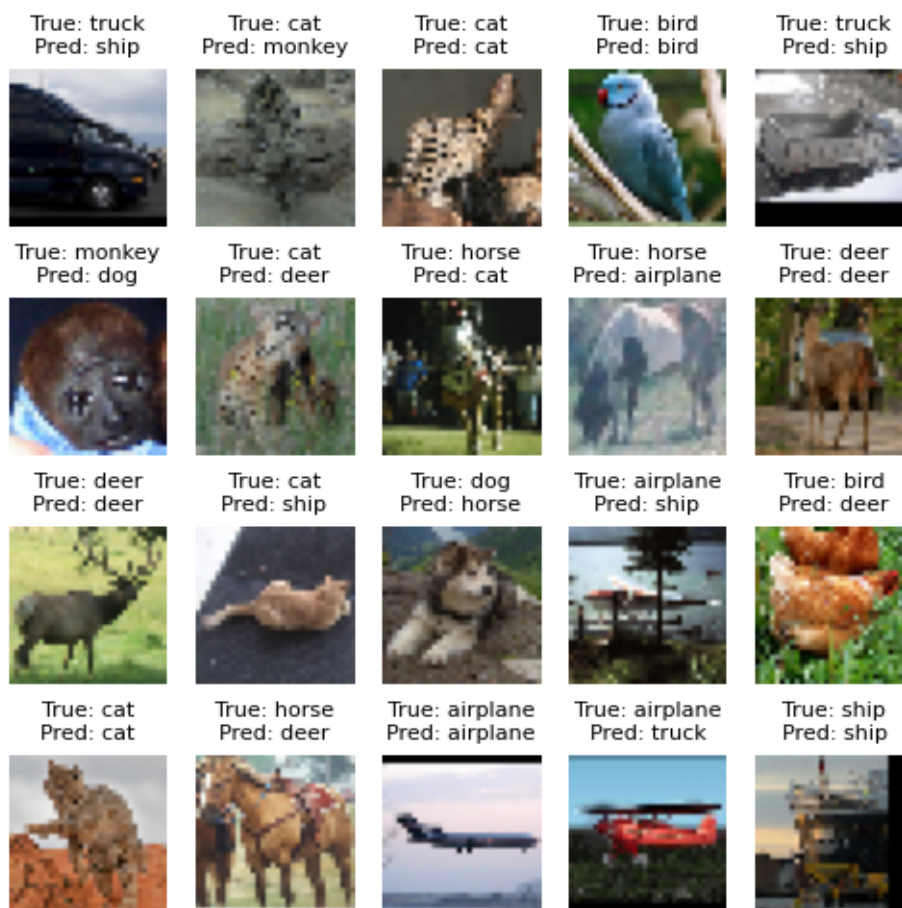 True: truck
Pred: ship
True: cat
Pred: monkey
True: cat
Pred: cat
True: bird
Pred: bird
True: truck
Pred: ship
True: monkey
Pred: dog
True: cat
Pred: deer
True: horse
Pred: cat
True: horse
Pred: airplane
True: deer
Pred: deer
True: deer
Pred: deer
True: cat
Pred: ship
True: dog
Pred: horse
True: airplane
Pred: ship
True: bird
Pred: deer
True: cat
Pred: cat
True: horse
Pred: deer
True: airplane
Pred: airplane
True: airplane
Pred: truck
True: ship
Pred: ship